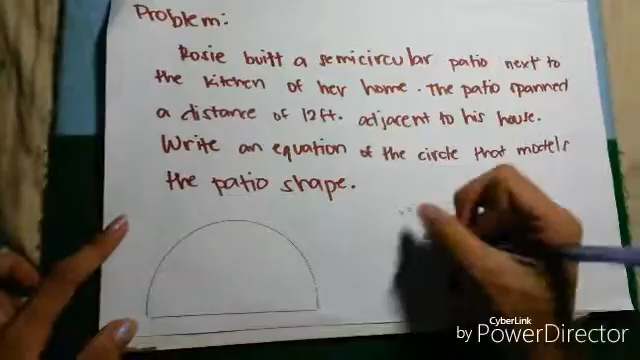 Problem:
Rosie built a semicircular patio next to
the kitchen of her home. The patio spanned
a distance of 12ft. adjacent to his house.
Write an equation of the circle that models
the patio shape.
CyberLink
by PowerDirector